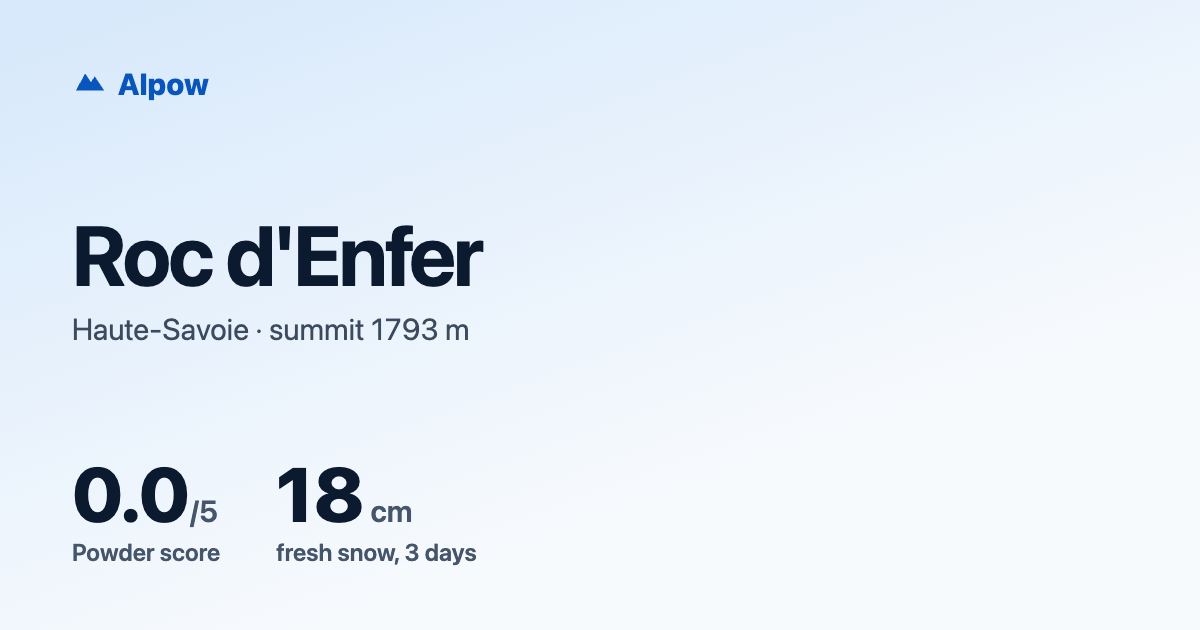 Alpow
Roc d'Enfer
Haute-Savoie · summit 1793 m
0.0/5 18 cm
Powder score fresh snow, 3 days